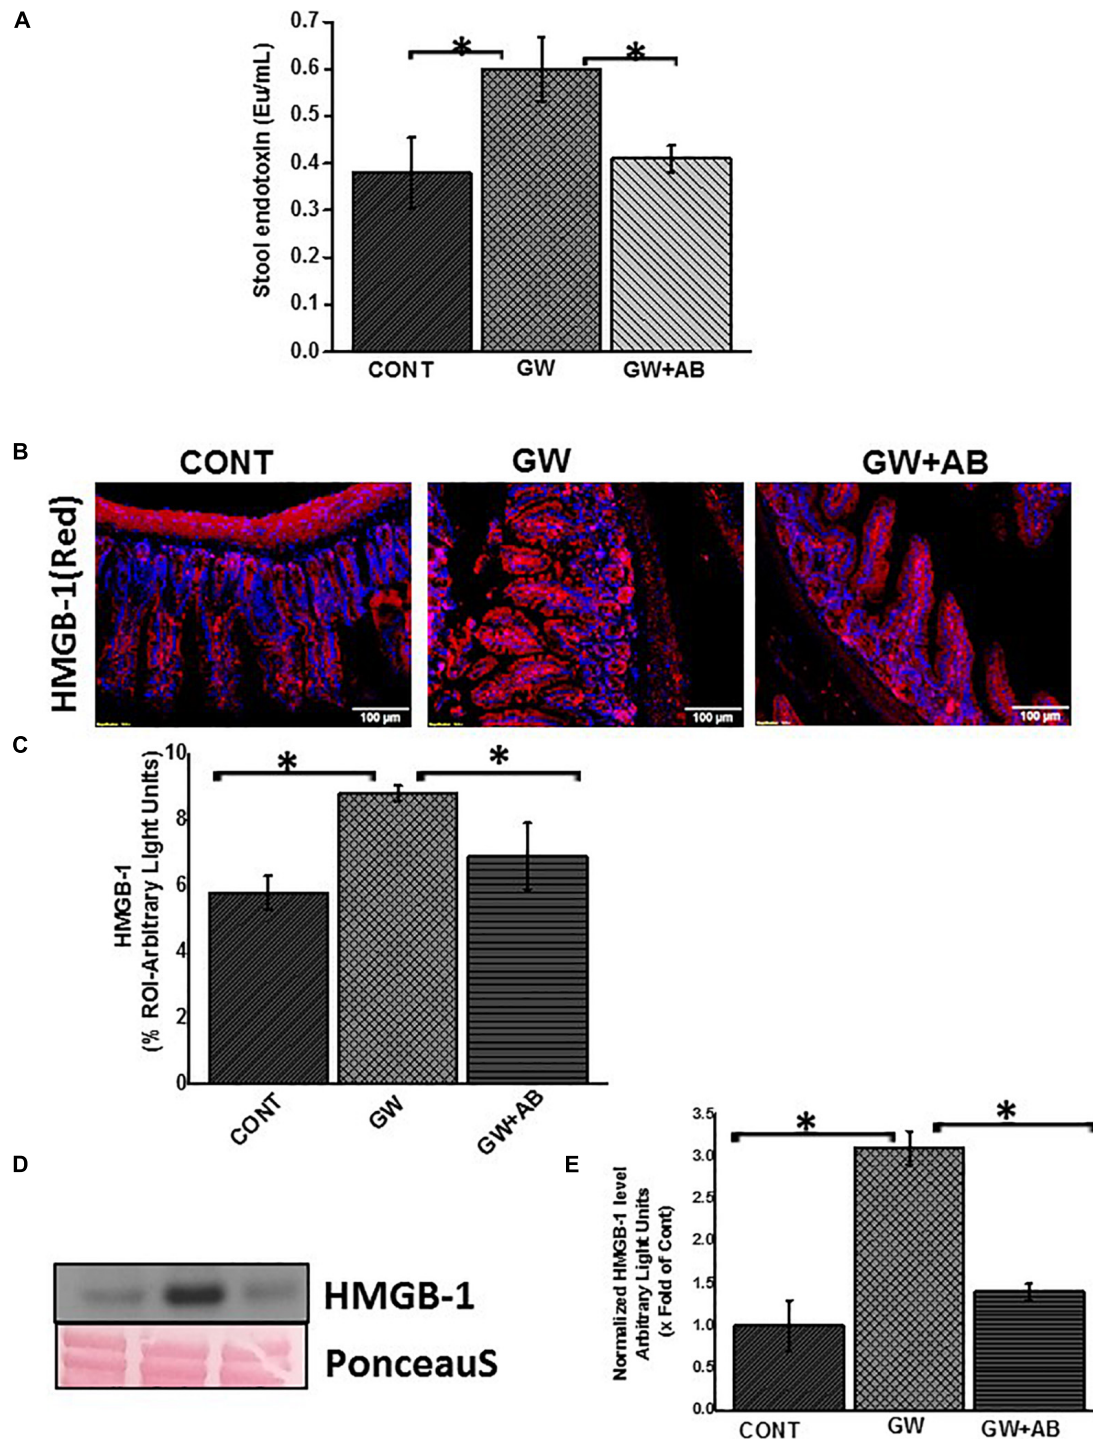 A
Stool endotoxIn (Eu/mL)
0.7
0.6
0.5
0.4
0.3
0.2
0.1
0.0
*
*
CONT
GW
GW+AB
B
CONT
GW
GW+AB
HMGB-1(Red)
100 µm
100 µm
100 µm
C
HMGB-1
(% ROI-Arbitrary LIght Units)
10
8
6
4
2
0
*
*
CONT
GW
GW+AB
D
HMGB-1
PonceauS
E
Normalized HMGB-1 level
Arbitrary Light Units
(x Fold of Cont)
3.5
3.0
2.5
2.0
1.5
1.0
0.5
0.0
*
*
CONT
GW
GW+AB